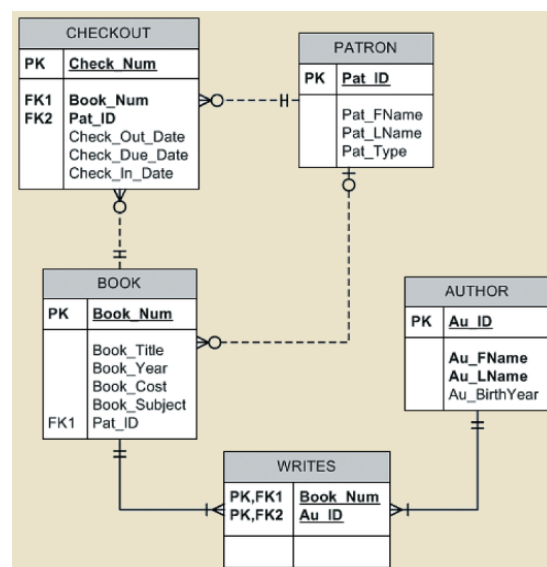 CHECKOUT
PK Check_Num
FK1 Book_Num
FK2 Pat_ID
Check_Out_Date
Check_Due_Date
Check_In_Date
PATRON
PK Pat_ID
Pat_FName
Pat_LName
Pat_Type
BOOK
PK Book_Num
Book_Title
Book_Year
Book_Cost
Book_Subject
FK1 Pat_ID
AUTHOR
PK Au_ID
Au_FName
Au_LName
Au_BirthYear
WRITES
PK,FK1 Book_Num
PK,FK2 Au_ID